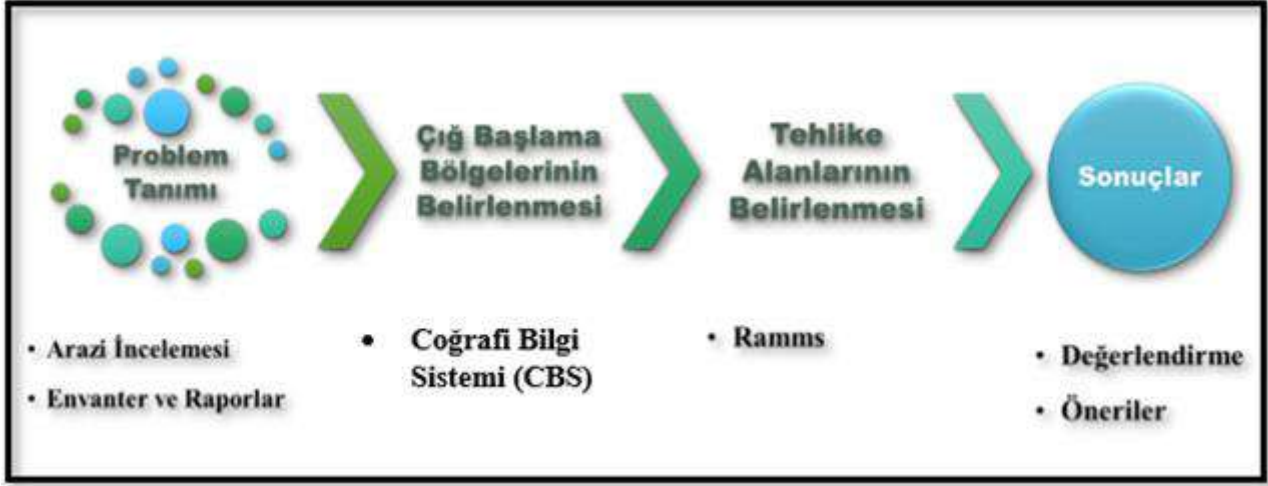 Problem
Tanımı
Çığ Başlama
Bölgelerinin
Belirlenmesi
Tehlike
Alanlarının
Belirlenmesi
Sonuçlar
• Arazi İncelemesi
• Envanter ve Raporlar
• Coğrafi Bilgi
Sistemi (CBS)
• Ramms
• Değerlendirme
• Öneriler